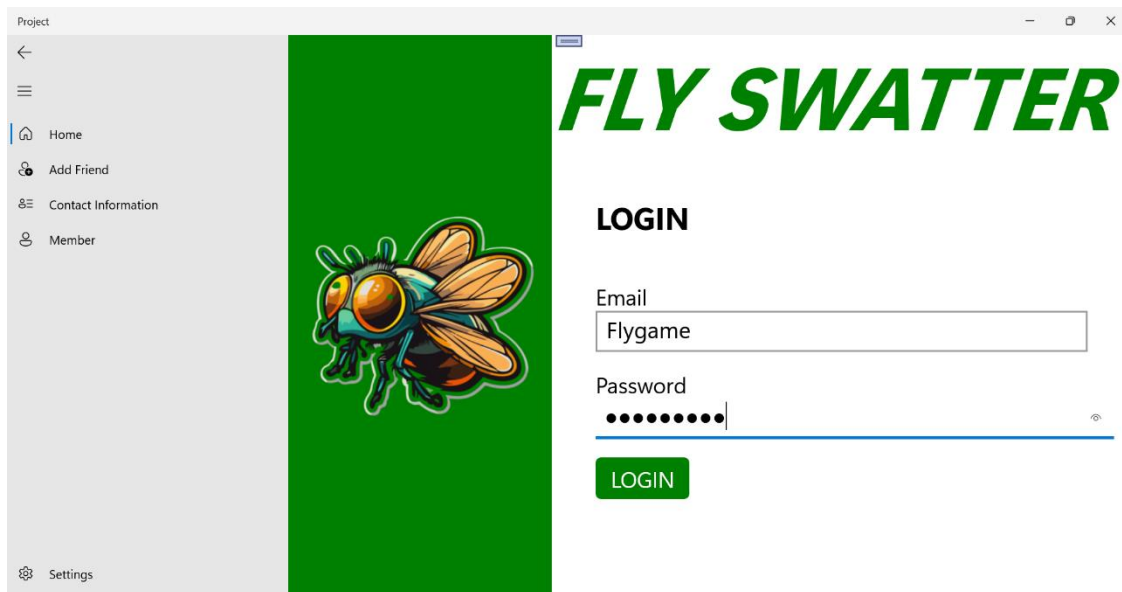 Project
Home
Add Friend
Contact Information
Member
Settings
FLY SWATTER
LOGIN
Email
Flygame
Password
●●●●●●●●●
LOGIN